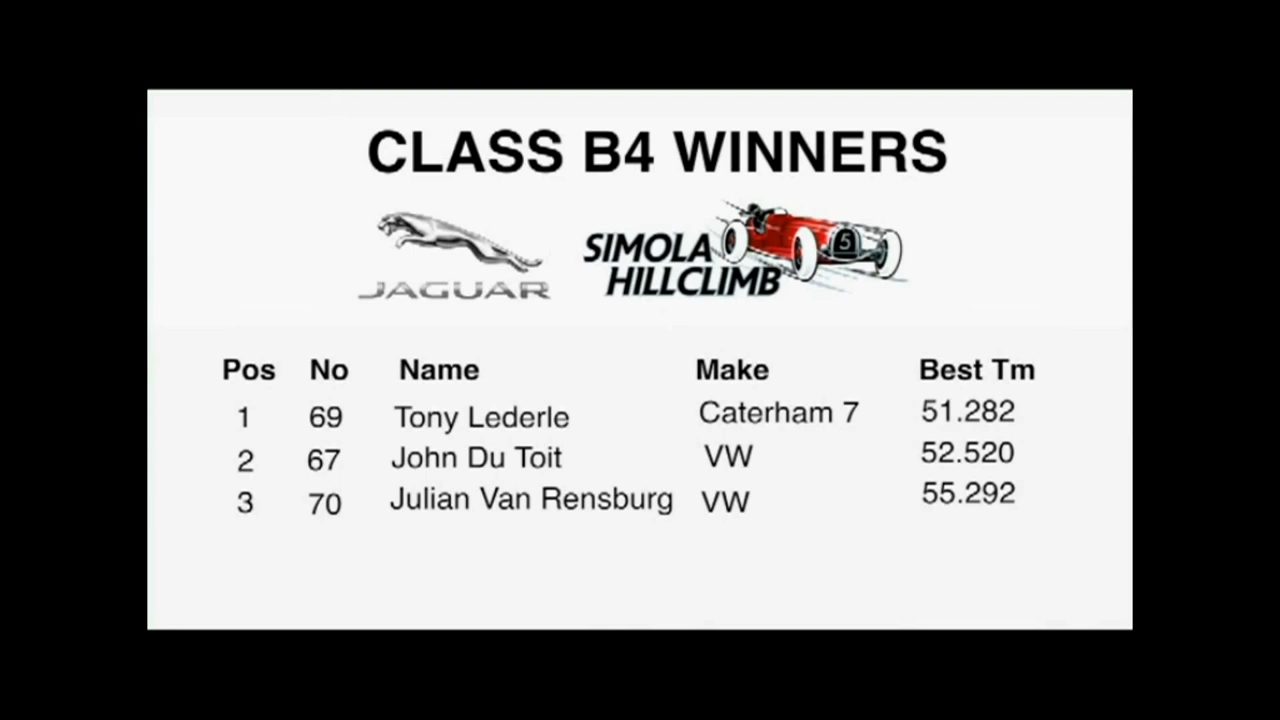 CLASS B4 WINNERS
JAGUAR
SIMOLA
HILLCLIMB
5
Pos No Name Make Best Tm
1 69 Tony Lederle Caterham 7 51.282
2 67 John Du Toit VW 52.520
3 70 Julian Van Rensburg VW 55.292